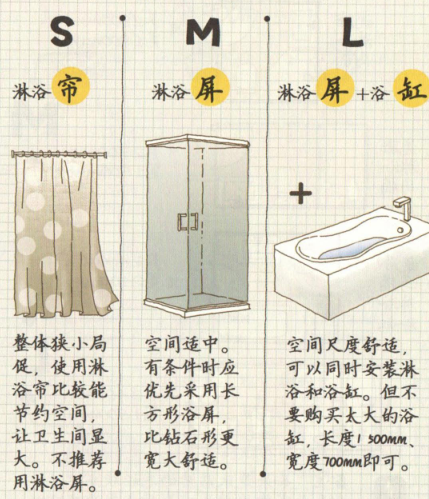 S
淋浴帘
整体狭小局
促，使用淋
浴帘比较能
节约空间，
让卫生间显
大。不推荐
用淋浴屏。
M
淋浴屏
空间适中。
有条件时应
优先采用长
方形浴屏，
比钻石形更
宽大舒适。
L
淋浴屏+浴缸
+
空间尺度舒适，
可以同时安装淋
浴和浴缸。但不
要购买太大的浴
缸，长度1500mm、
宽度700mm即可。